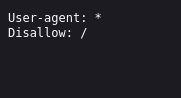 User-agent: *
Disallow: /